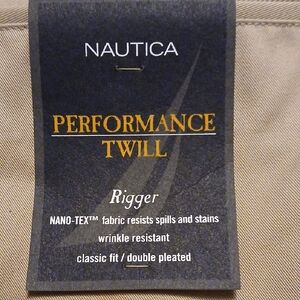 NAUTICA
PERFORMANCE
TWILL
Rigger
NANO-TEX™ fabric resists spills and stains
wrinkle resistant
classic fit / double pleated